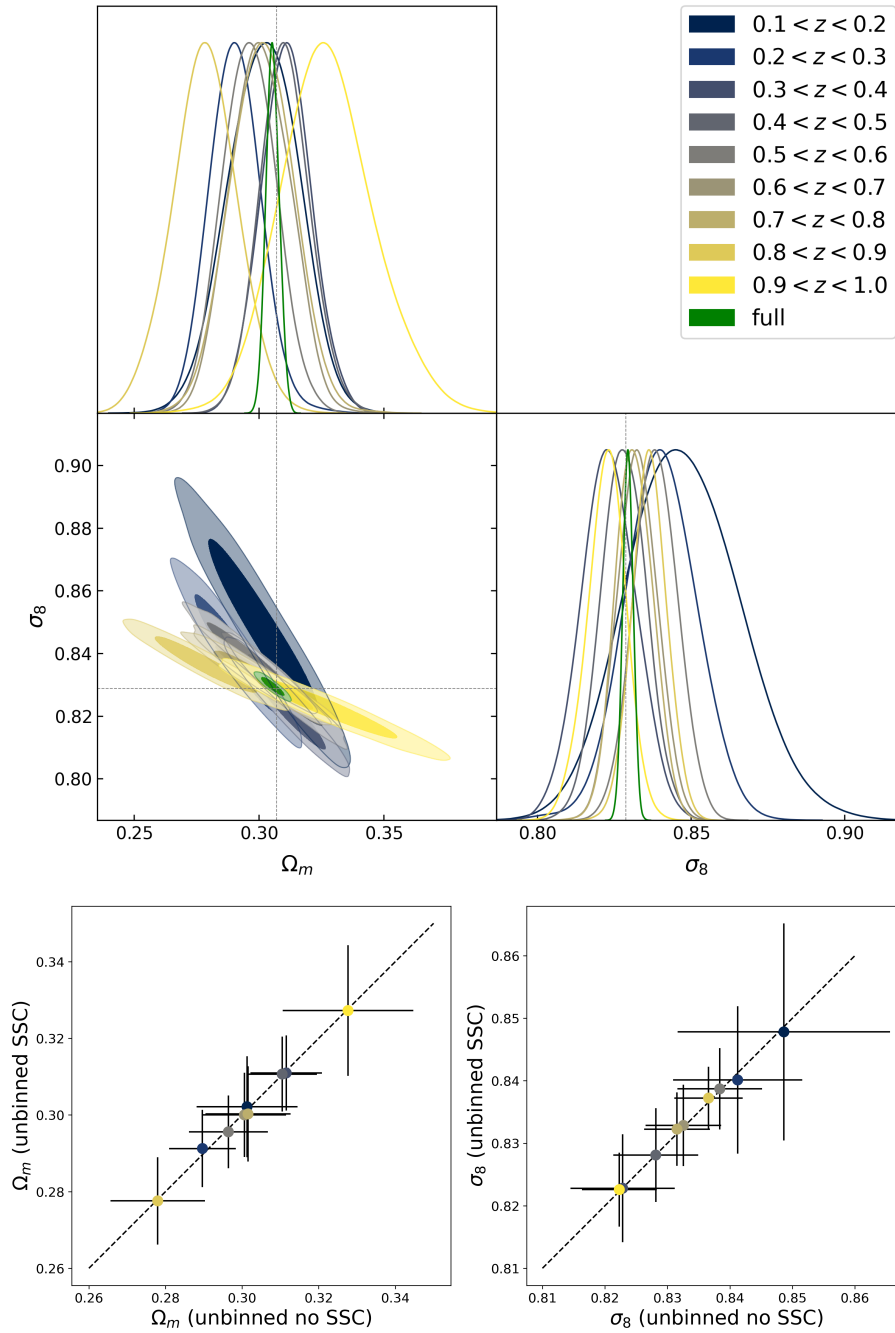 0.1 < z < 0.2
0.2 < z < 0.3
0.3 < z < 0.4
0.4 < z < 0.5
0.5 < z < 0.6
0.6 < z < 0.7
0.7 < z < 0.8
0.8 < z < 0.9
0.9 < z < 1.0
full
0.90
0.88
0.86
0.84
0.82
0.80
σ₈
0.25 0.30 0.35
Ωₘ
0.80 0.85 0.90
σ₈
0.34
0.32
0.30
0.28
0.26
Ωₘ (unbinned SSC)
0.26 0.28 0.30 0.32 0.34
Ωₘ (unbinned no SSC)
0.86
0.85
0.84
0.83
0.82
0.81
σ₈ (unbinned SSC)
0.81 0.82 0.83 0.84 0.85 0.86
σ₈ (unbinned no SSC)